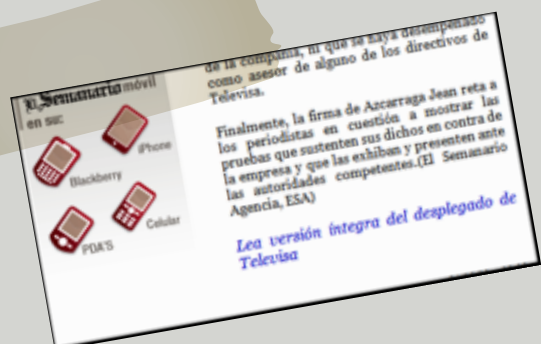 El Semanario móvil
en su:
iPhone
Blackberry
Celular
PDA'S
de la compañía, ni que se haya desempeñado
como asesor de alguno de los directivos de
Televisa.
Finalmente, la firma de Azcarraga Jean reta a
los periodistas en cuestión a mostrar las
pruebas que sustenten sus dichos en contra de
la empresa y que las exhiban y presenten ante
las autoridades competentes.(El Semanario
Agencia, ESA)
Lea versión íntegra del desplegado de
Televisa